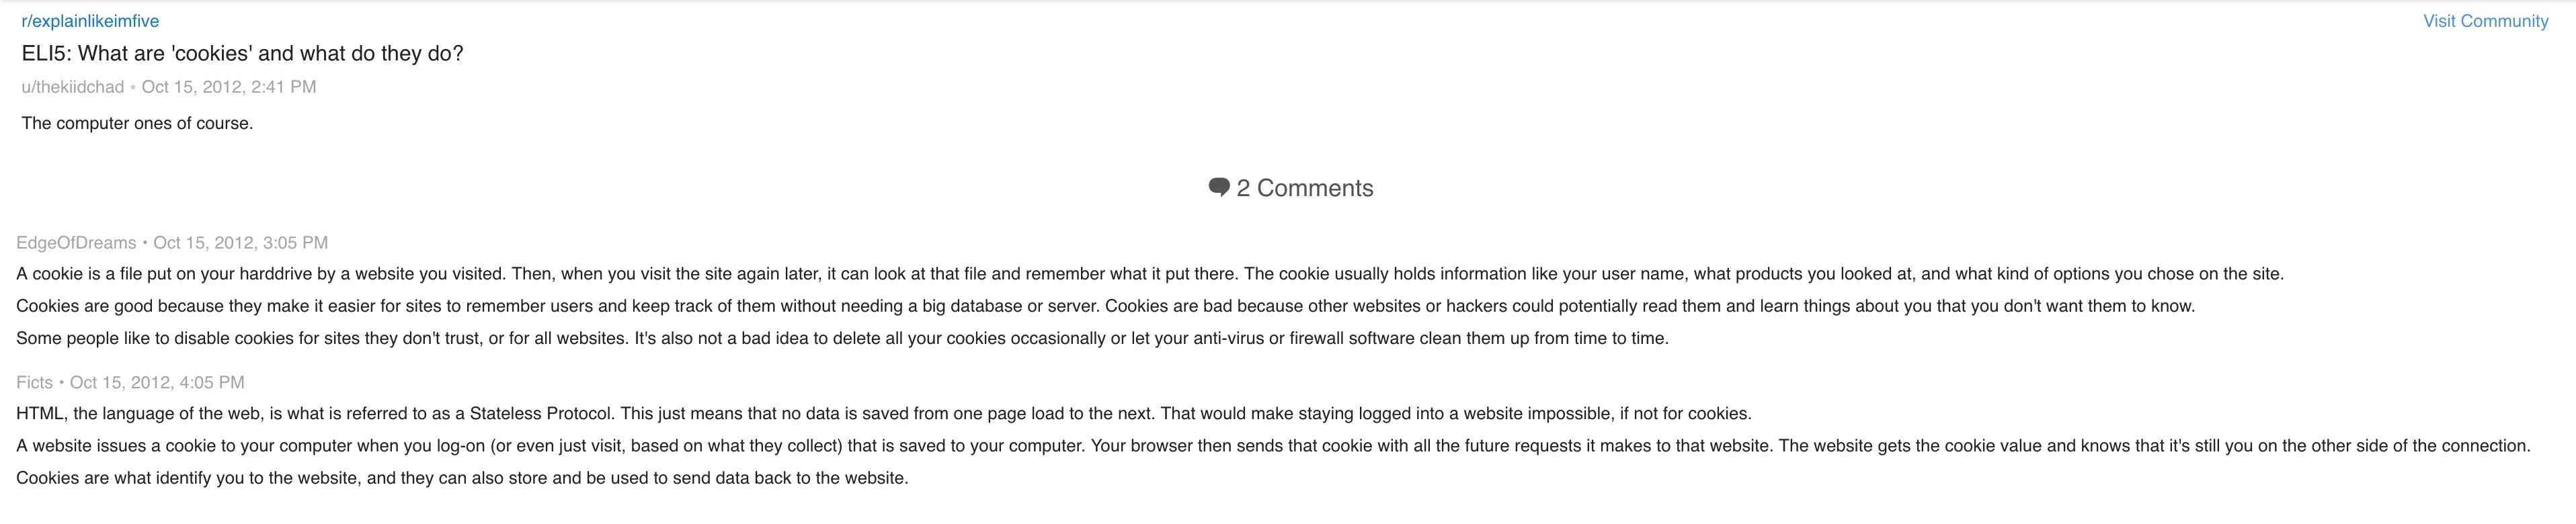 r/explainlikeimfive
Visit Community
ELI5: What are 'cookies' and what do they do?
u/thekiidchad • Oct 15, 2012, 2:41 PM
The computer ones of course.
2 Comments
EdgeOfDreams • Oct 15, 2012, 3:05 PM
A cookie is a file put on your harddrive by a website you visited. Then, when you visit the site again later, it can look at that file and remember what it put there. The cookie usually holds information like your user name, what products you looked at, and what kind of options you chose on the site.
Cookies are good because they make it easier for sites to remember users and keep track of them without needing a big database or server. Cookies are bad because other websites or hackers could potentially read them and learn things about you that you don't want them to know.
Some people like to disable cookies for sites they don't trust, or for all websites. It's also not a bad idea to delete all your cookies occasionally or let your anti-virus or firewall software clean them up from time to time.
Ficts • Oct 15, 2012, 4:05 PM
HTML, the language of the web, is what is referred to as a Stateless Protocol. This just means that no data is saved from one page load to the next. That would make staying logged into a website impossible, if not for cookies.
A website issues a cookie to your computer when you log-on (or even just visit, based on what they collect) that is saved to your computer. Your browser then sends that cookie with all the future requests it makes to that website. The website gets the cookie value and knows that it's still you on the other side of the connection.
Cookies are what identify you to the website, and they can also store and be used to send data back to the website.